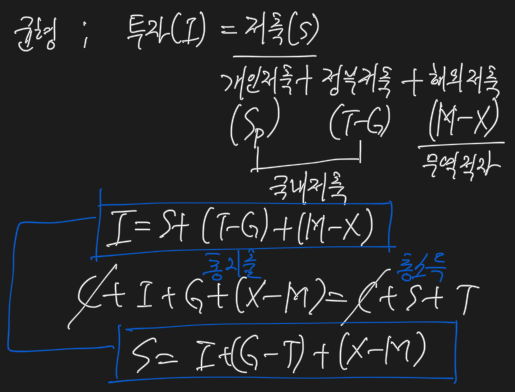 균형 ; 투자(I) = 저축(S)
개인저축 + 정부저축 + 해외저축
(Sp) (T-G) (M-X)
국내저축 무역적자
I = S + (T-G) + (M-X)
총지출 총소득
C + I + G + (X-M) = C + S + T
S = I + (G-T) + (X-M)